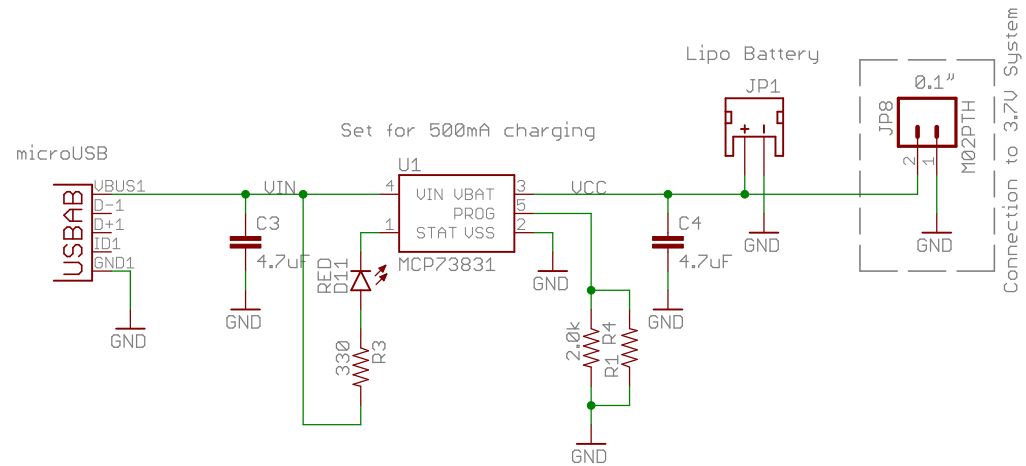 Lipo Battery
JP1
0.1"
JP8
M02PTH
2
1
Connection to 3.7V System
Set for 500mA charging
microUSB
USBAB
VBUS1
D-1
D+1
ID1
GND1
GND
VIN
C3
4.7uF
GND
U1
4
VIN VBAT
3
PROG
5
1
STAT VSS
2
MCP73831
RED
D11
330
R3
GND
VCC
C4
4.7uF
GND
+ -
GND
GND
2.0k
R1 R4
GND